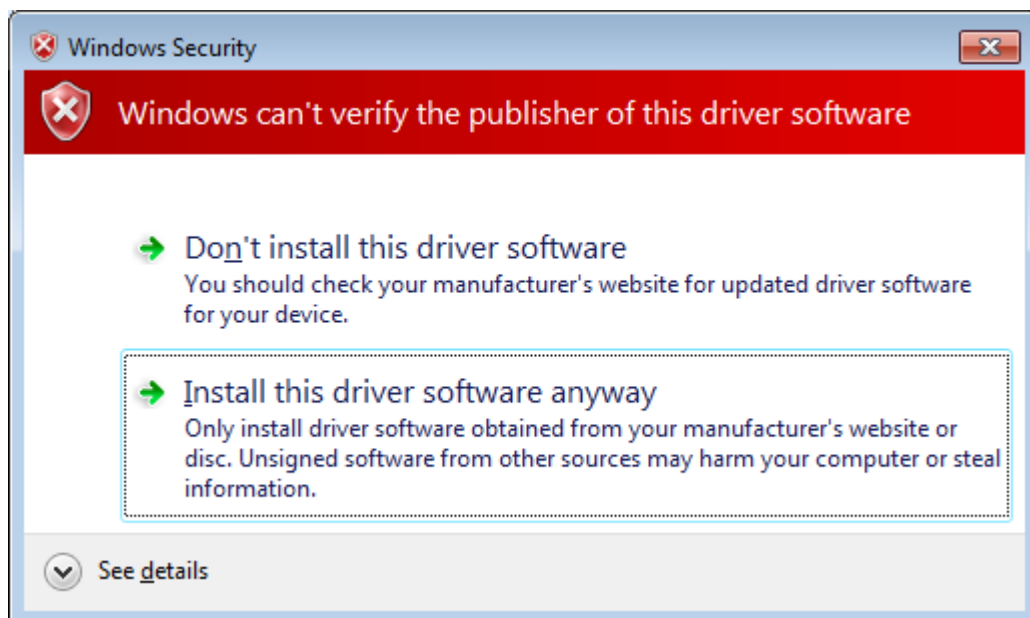 Windows Security
Windows can't verify the publisher of this driver software
Don't install this driver software
You should check your manufacturer's website for updated driver software
for your device.
Install this driver software anyway
Only install driver software obtained from your manufacturer's website or
disc. Unsigned software from other sources may harm your computer or steal
information.
See details